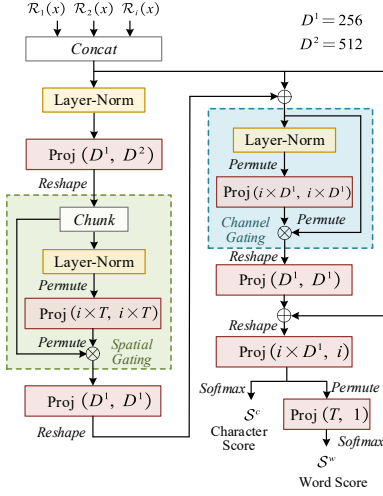 ℛ₁(x) ℛ₂(x) ℛᵢ(x)
D¹=256
D²=512
Concat
Layer-Norm
Proj (D¹, D²)
Reshape
Chunk
Layer-Norm
Permute
Proj (i×T, i×T)
Permute
Spatial
Gating
Proj (D¹, D¹)
Reshape
Layer-Norm
Permute
Proj(i×D¹, i×D¹)
Channel
Gating
Permute
Reshape
Proj (D¹, D¹)
Reshape
Proj (i×D¹, i)
Softmax
Permute
𝒮ᶜ
Character
Score
Proj (T, 1)
Softmax
𝒮ʷ
Word Score